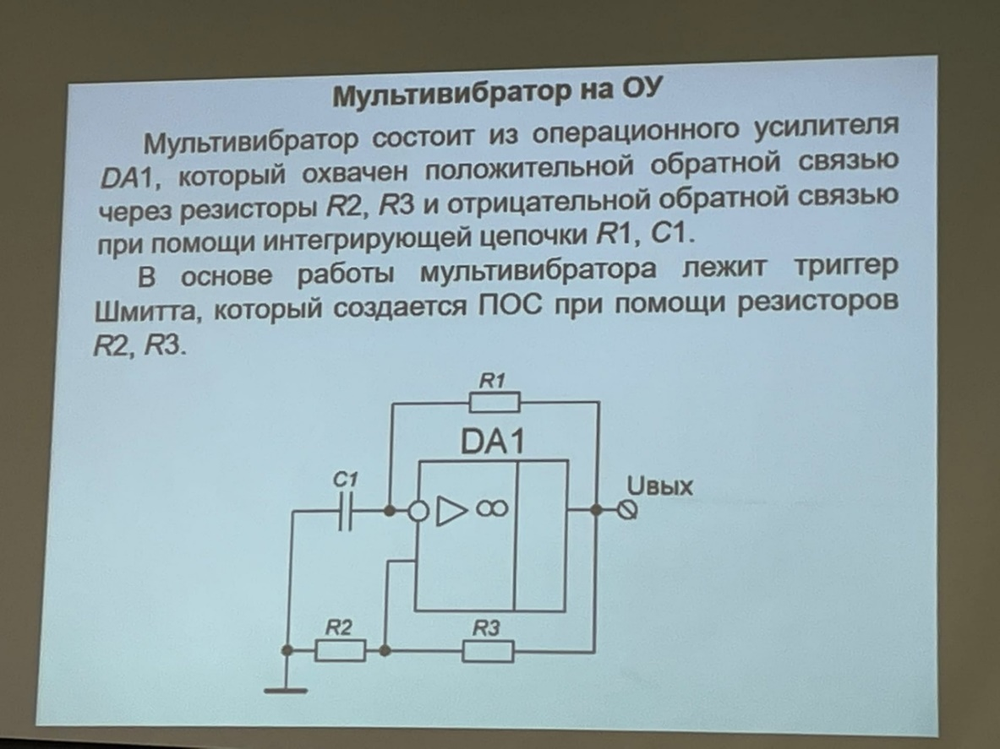 Мультивибратор на ОУ
Мультивибратор состоит из операционного усилителя
DA1, который охвачен положительной обратной связью
через резисторы R2, R3 и отрицательной обратной связью
при помощи интегрирующей цепочки R1, C1.
В основе работы мультивибратора лежит триггер
Шмитта, который создается ПОС при помощи резисторов
R2, R3.
R1
DA1
C1
Uвых
▷ ∞
R2
R3